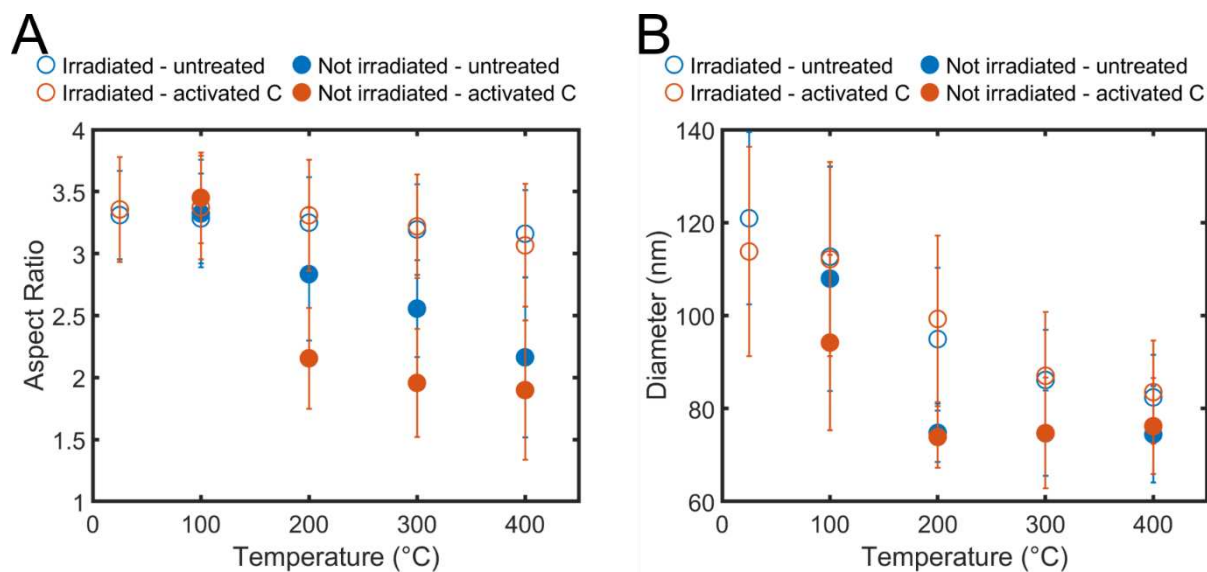 A
Irradiated - untreated
Not irradiated - untreated
Irradiated - activated C
Not irradiated - activated C
4
3.5
3
2.5
2
1.5
1
Aspect Ratio
0
100
200
300
400
Temperature (°C)
B
Irradiated - untreated
Not irradiated - untreated
Irradiated - activated C
Not irradiated - activated C
140
120
100
80
60
Diameter (nm)
0
100
200
300
400
Temperature (°C)